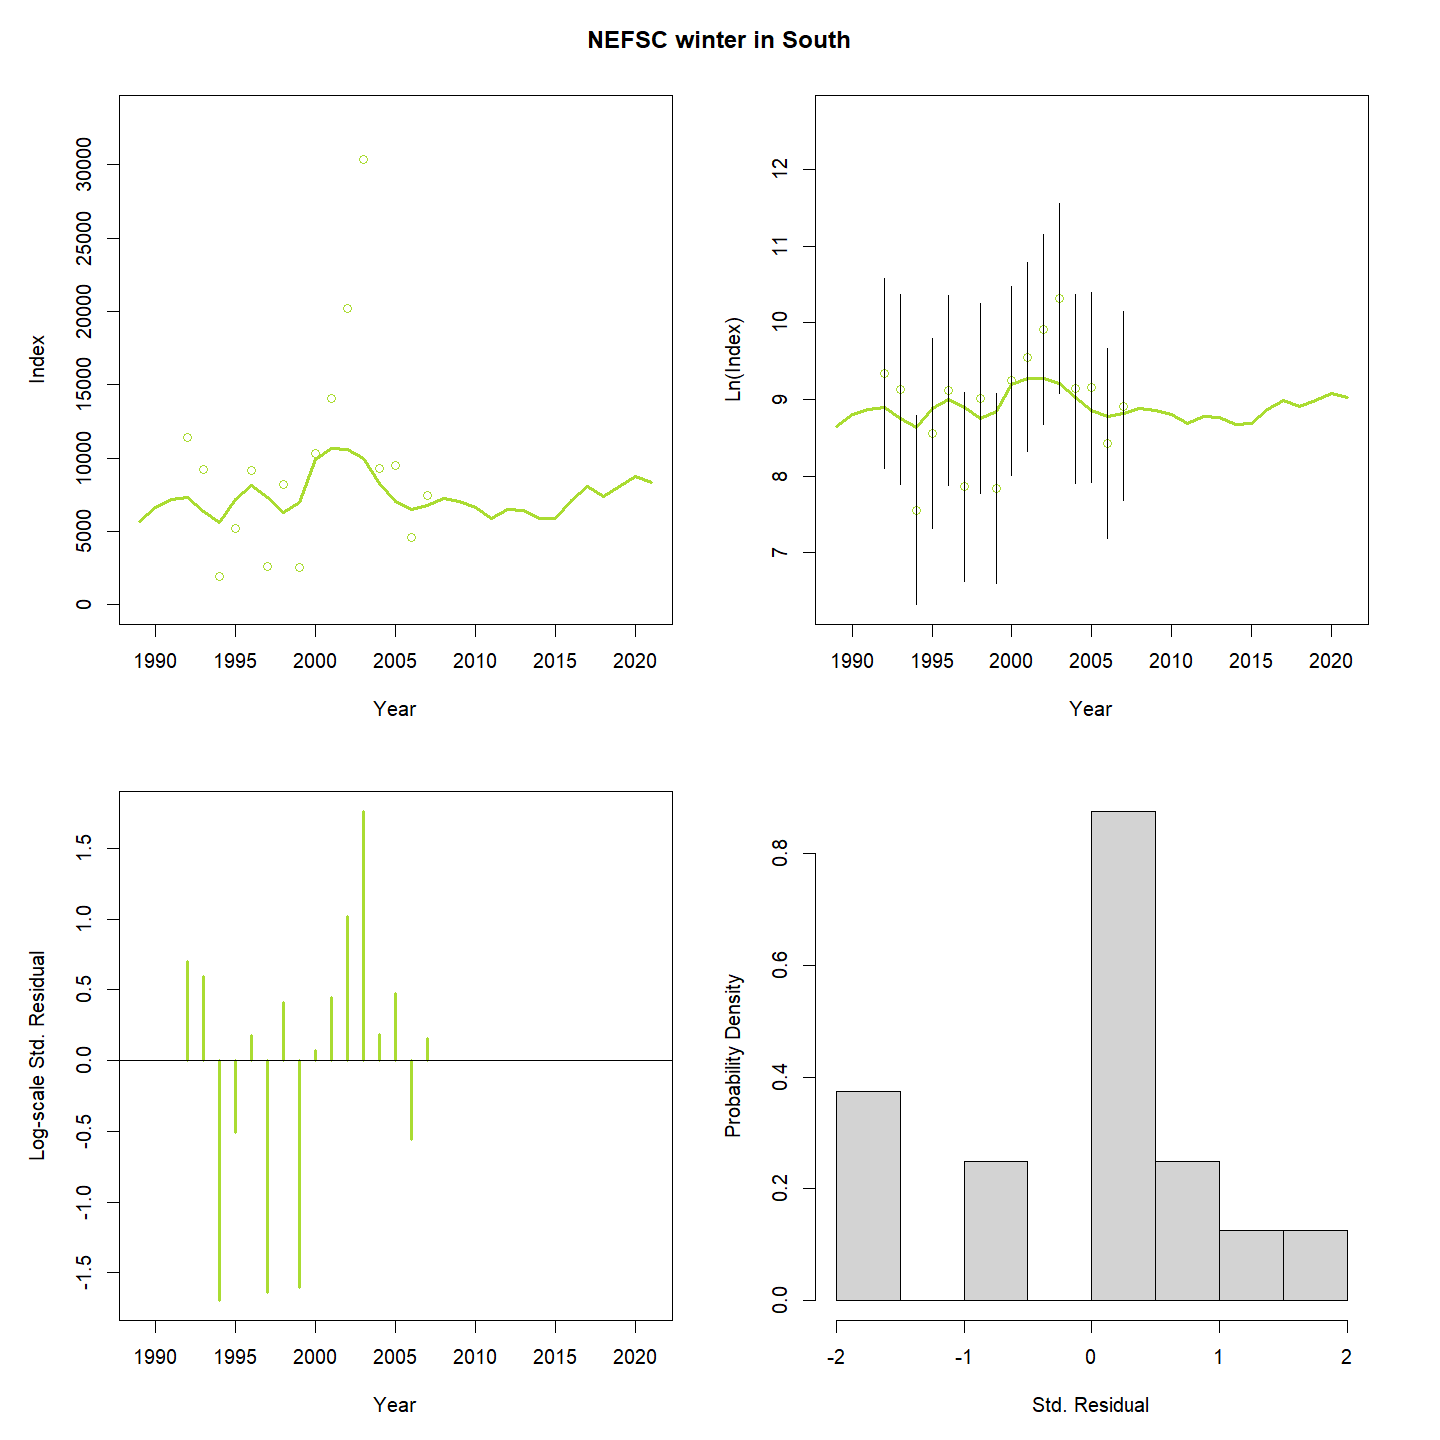 NEFSC winter in South
Index
0 5000 10000 15000 20000 25000 30000
1990 1995 2000 2005 2010 2015 2020
Year
Ln(Index)
7 8 9 10 11 12
1990 1995 2000 2005 2010 2015 2020
Year
Log-scale Std. Residual
-1.5 -1.0 -0.5 0.0 0.5 1.0 1.5
1990 1995 2000 2005 2010 2015 2020
Year
Probability Density
0.0 0.2 0.4 0.6 0.8
-2 -1 0 1 2
Std. Residual